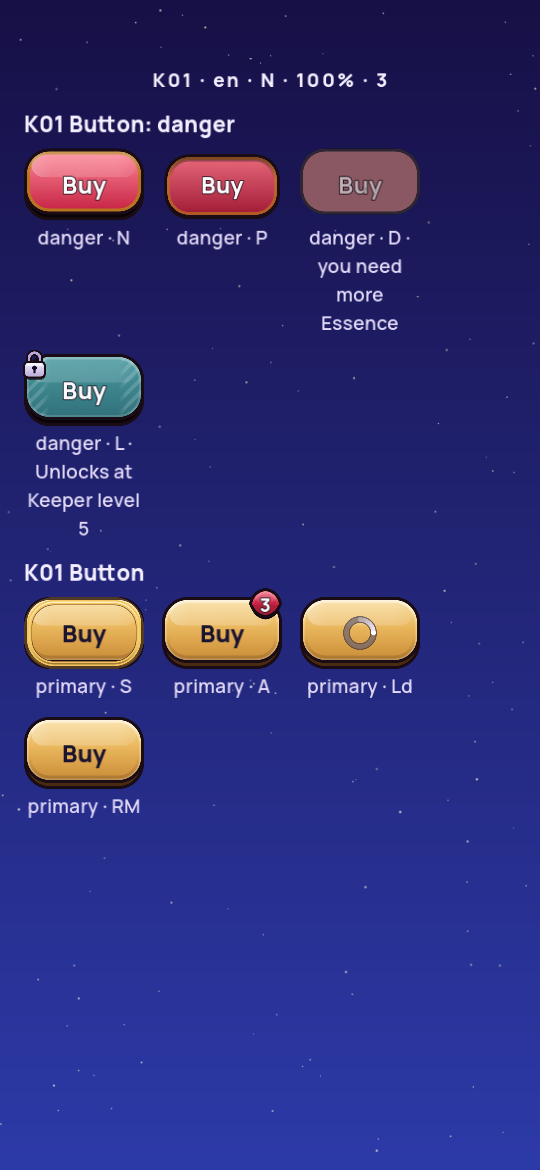 K01 · en · N · 100% · 3
K01 Button: danger
Buy
Buy
Buy
danger · N
danger · P
danger · D ·
you need
more
Essence
Buy
danger · L ·
Unlocks at
Keeper level
5
K01 Button
Buy
Buy
3
primary · S
primary · A
primary · Ld
Buy
primary · RM